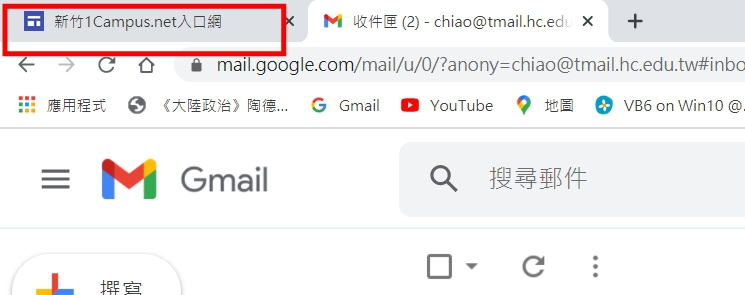 新竹1Campus.net入口網
收件匣 (2) - chiao@tmail.hc.edu
mail.google.com/mail/u/0/?anony=chiao@tmail.hc.edu.tw#inbo
應用程式 《大陸政治》陶德... Gmail YouTube 地圖 VB6 on Win10 @
Gmail 搜尋郵件
撰寫